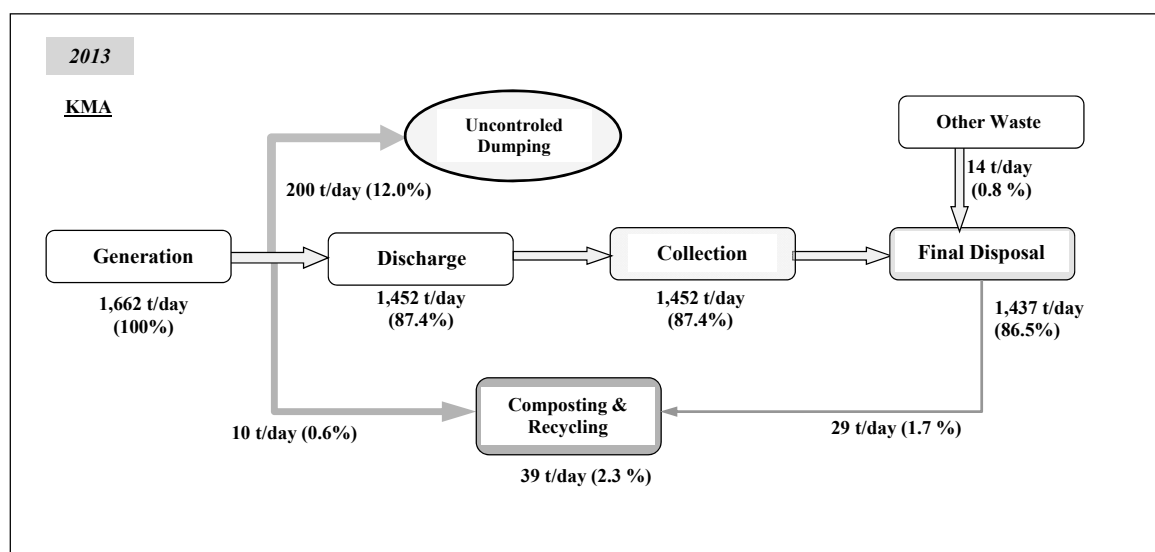 2013
KMA
Uncontroled
Dumping
Other Waste
14 t/day
(0.8 %)
200 t/day (12.0%)
Generation
Discharge
Collection
Final Disposal
1,662 t/day
(100%)
1,452 t/day
(87.4%)
1,452 t/day
(87.4%)
1,437 t/day
(86.5%)
Composting &
Recycling
10 t/day (0.6%)
29 t/day (1.7 %)
39 t/day (2.3 %)